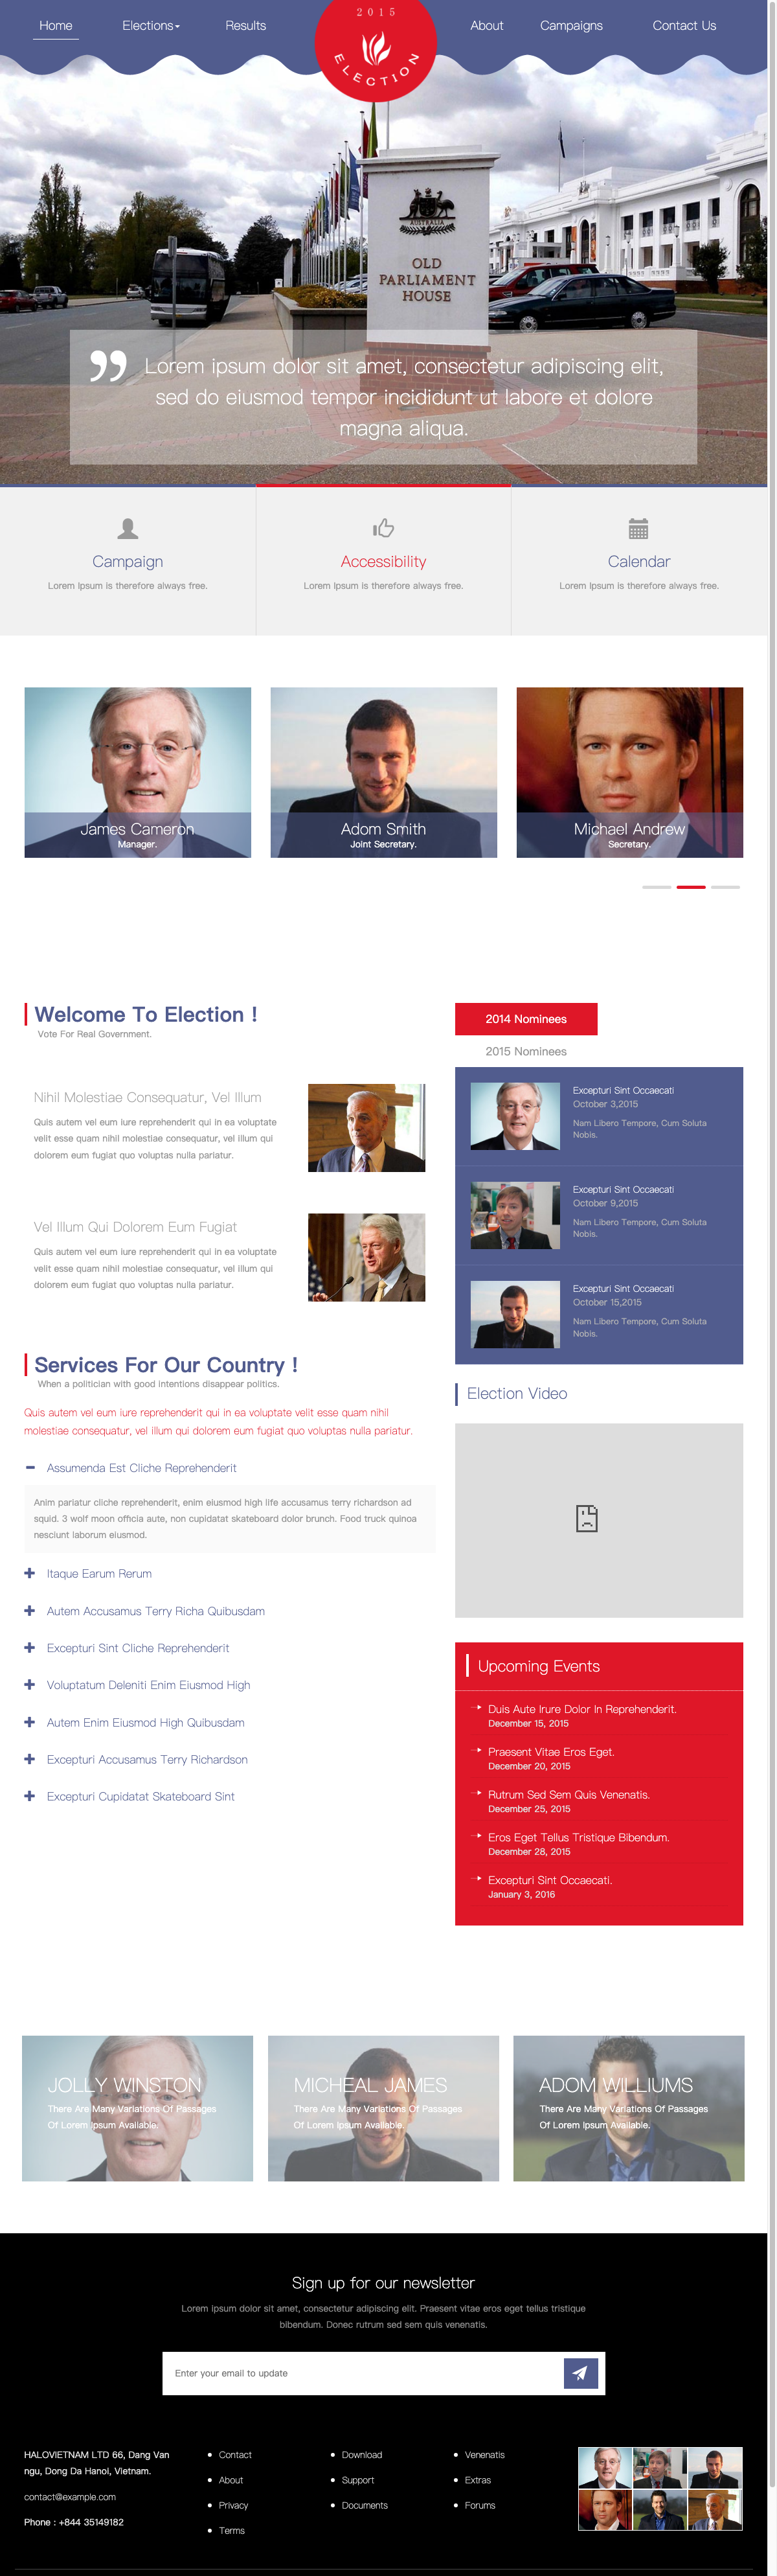 Home
Elections
Results
2015
ELECTION
About
Campaigns
Contact Us
AUSTRALIA
OLD
PARLIAMENT
HOUSE
Lorem ipsum dolor sit amet, consectetur adipiscing elit,
sed do eiusmod tempor incididunt ut labore et dolore
magna aliqua.
Campaign
Lorem Ipsum is therefore always free.
Accessibility
Lorem Ipsum is therefore always free.
Calendar
Lorem Ipsum is therefore always free.
James Cameron
Manager.
Adom Smith
Joint Secretary.
Michael Andrew
Secretary.
Welcome To Election !
Vote For Real Government.
Nihil Molestiae Consequatur, Vel Illum
Quis autem vel eum iure reprehenderit qui in ea voluptate
velit esse quam nihil molestiae consequatur, vel illum qui
dolorem eum fugiat quo voluptas nulla pariatur.
Vel Illum Qui Dolorem Eum Fugiat
Quis autem vel eum iure reprehenderit qui in ea voluptate
velit esse quam nihil molestiae consequatur, vel illum qui
dolorem eum fugiat quo voluptas nulla pariatur.
Services For Our Country !
When a politician with good intentions disappear politics.
Quis autem vel eum iure reprehenderit qui in ea voluptate velit esse quam nihil
molestiae consequatur, vel illum qui dolorem eum fugiat quo voluptas nulla pariatur.
Assumenda Est Cliche Reprehenderit
Anim pariatur cliche reprehenderit, enim eiusmod high life accusamus terry richardson ad
squid. 3 wolf moon officia aute, non cupidatat skateboard dolor brunch. Food truck quinoa
nesciunt laborum eiusmod.
Itaque Earum Rerum
Autem Accusamus Terry Richa Quibusdam
Excepturi Sint Cliche Reprehenderit
Voluptatum Deleniti Enim Eiusmod High
Autem Enim Eiusmod High Quibusdam
Excepturi Accusamus Terry Richardson
Excepturi Cupidatat Skateboard Sint
2014 Nominees
2015 Nominees
Excepturi Sint Occaecati
October 3,2015
Nam Libero Tempore, Cum Soluta
Nobis.
Excepturi Sint Occaecati
October 9,2015
Nam Libero Tempore, Cum Soluta
Nobis.
Excepturi Sint Occaecati
October 15,2015
Nam Libero Tempore, Cum Soluta
Nobis.
Election Video
Upcoming Events
Duis Aute Irure Dolor In Reprehenderit.
December 15, 2015
Praesent Vitae Eros Eget.
December 20, 2015
Rutrum Sed Sem Quis Venenatis.
December 25, 2015
Eros Eget Tellus Tristique Bibendum.
December 28, 2015
Excepturi Sint Occaecati.
January 3, 2016
JOLLY WINSTON
There Are Many Variations Of Passages
Of Lorem Ipsum Available.
MICHEAL JAMES
There Are Many Variations Of Passages
Of Lorem Ipsum Available.
ADOM WILLIUMS
There Are Many Variations Of Passages
Of Lorem Ipsum Available.
Sign up for our newsletter
Lorem ipsum dolor sit amet, consectetur adipiscing elit. Praesent vitae eros eget tellus tristique
bibendum. Donec rutrum sed sem quis venenatis.
Enter your email to update
HALOVIETNAM LTD 66, Dang Van
ngu, Dong Da Hanoi, Vietnam.
contact@example.com
Phone : +844 35149182
Contact
About
Privacy
Terms
Download
Support
Documents
Venenatis
Extras
Forums